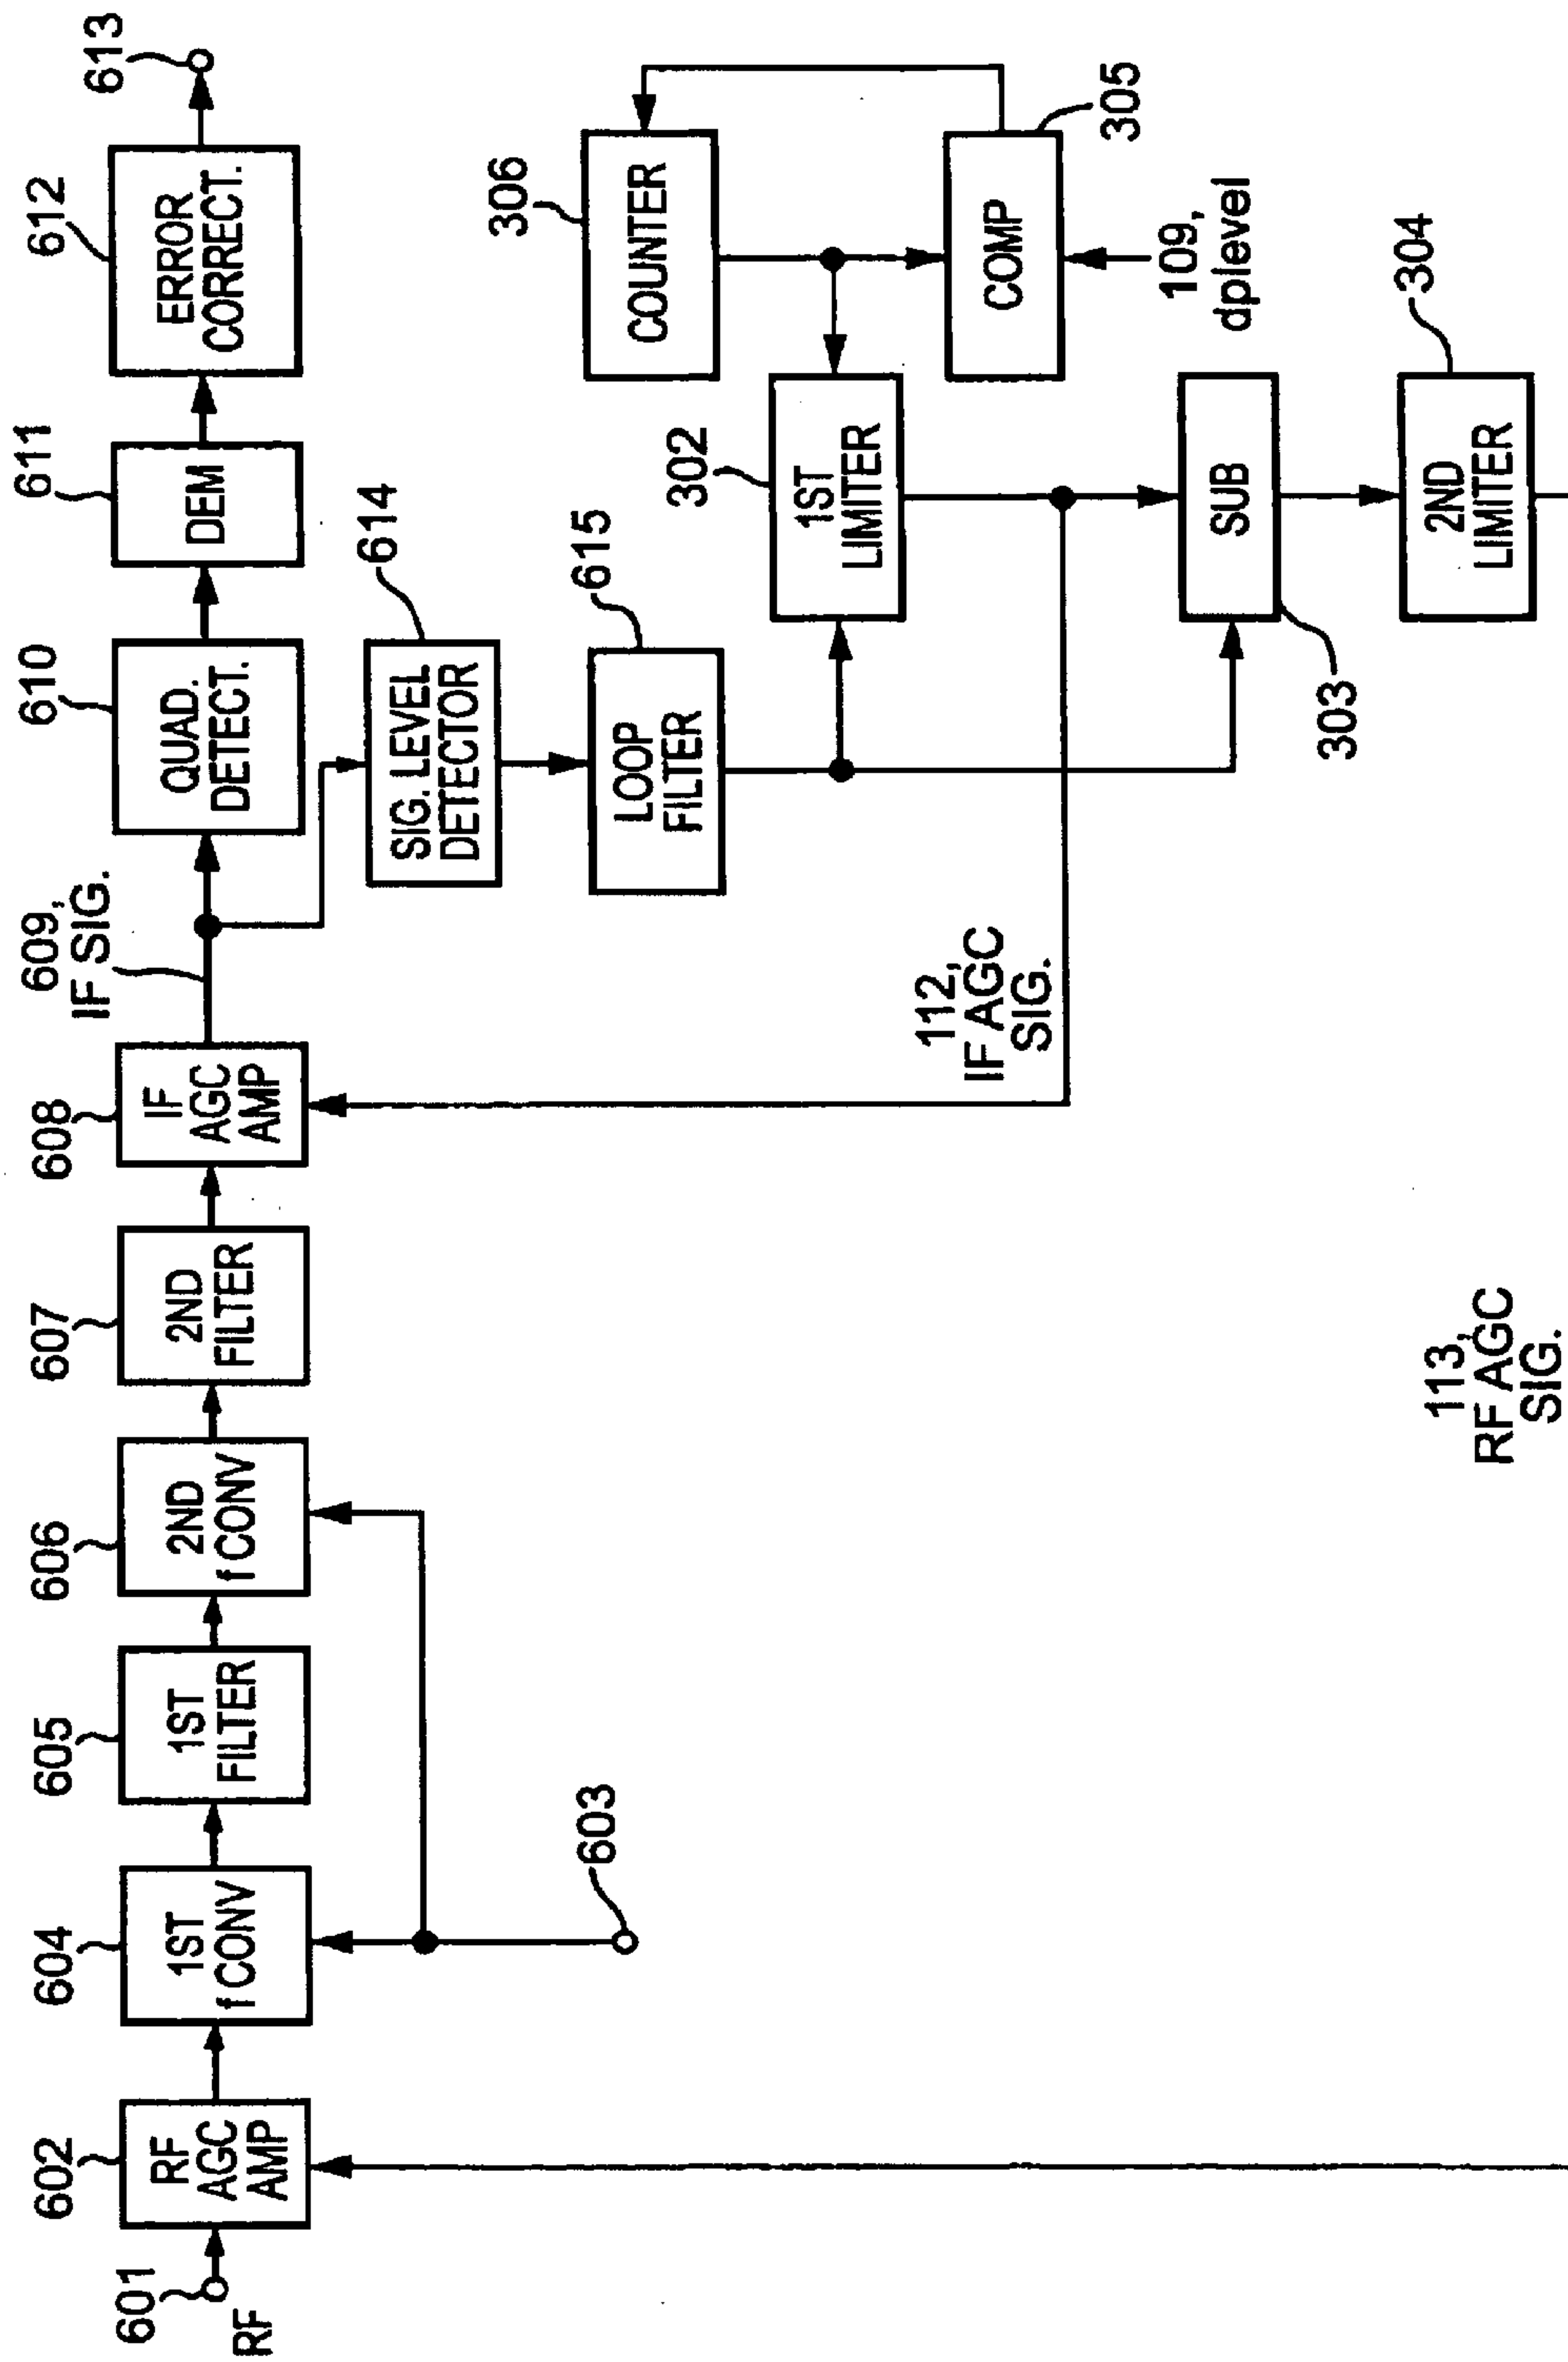 601
RF
602
RF
AGC
AMP
604
1ST
f CONV
603
605
1ST
FILTER
606
2ND
f CONV
607
2ND
FILTER
608
IF
AGC
AMP
609,
IF SIG.
610
QUAD.
DETECT.
611
DEM
612
ERROR
CORRECT.
613
614
SIG. LEVEL
DETECTOR
615
LOOP
FILTER
306
COUNTER
302
1ST
LIMITER
COMP
305
109,
dplevel
112,
IF AGC
SIG.
SUB
303
304
2ND
LIMITER
113,
RF AGC
SIG.